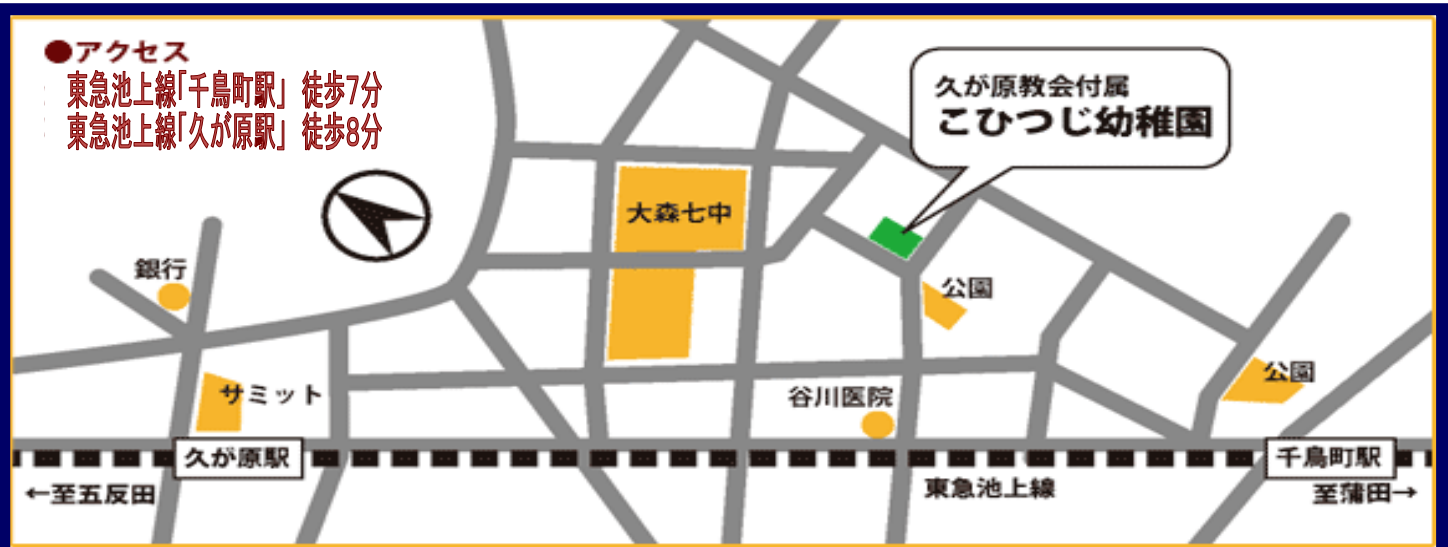 ●アクセス
東急池上線「千鳥町駅」 徒歩7分
東急池上線「久が原駅」 徒歩8分
久が原教会付属
こひつじ幼稚園
大森七中
銀行
公園
公園
サミット
谷川医院
久が原駅
千鳥町駅
←至五反田
東急池上線
至蒲田→